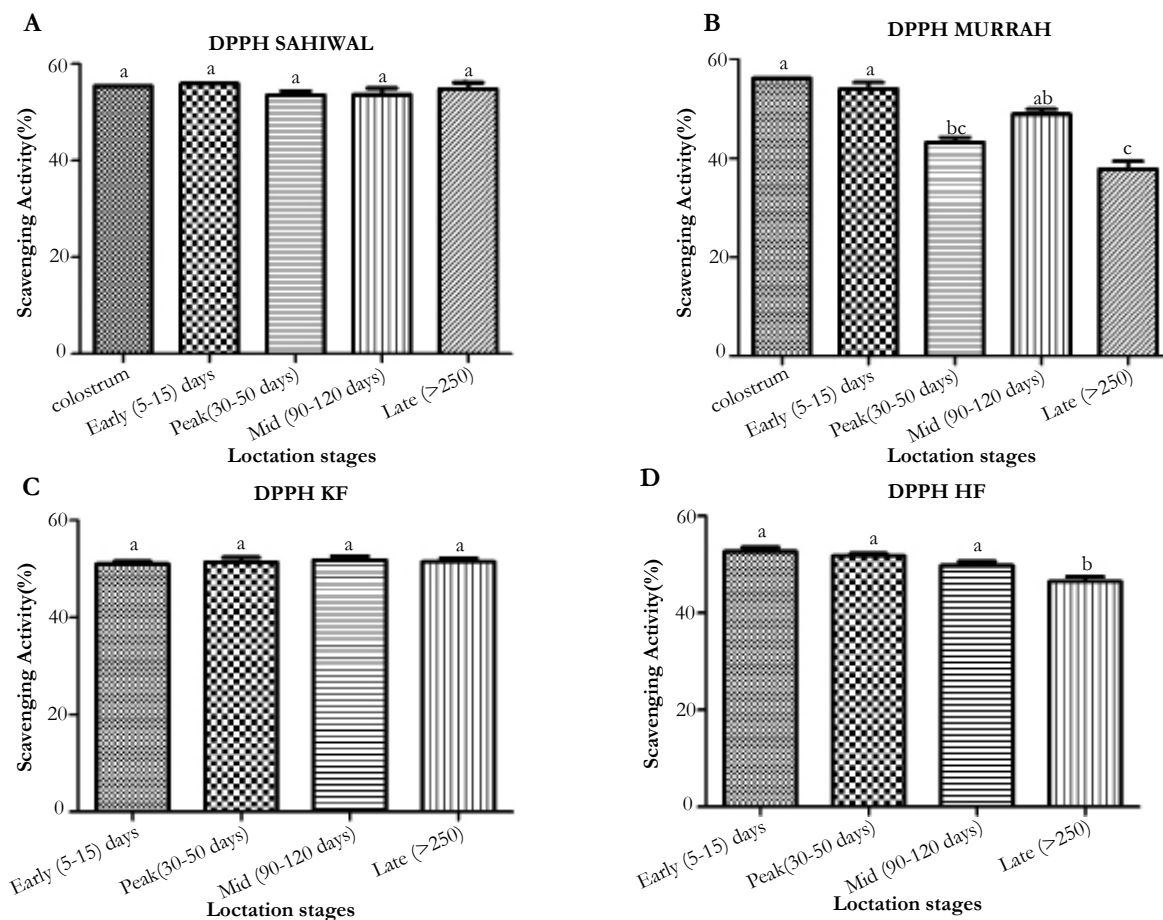 A
DPPH SAHIWAL
Scavenging Activity(%)
60
40
20
0
a
a
a
a
a
colostrum
Early (5-15) days
Peak(30-50 days)
Mid (90-120 days)
Late (>250)
Loctation stages
B
DPPH MURRAH
Scavenging Activity(%)
60
40
20
0
a
a
bc
ab
c
colostrum
Early (5-15) days
Peak(30-50 days)
Mid (90-120 days)
Late (>250)
Loctation stages
C
DPPH KF
Scavenging Activity(%)
60
40
20
0
a
a
a
a
Early (5-15) days
Peak(30-50 days)
Mid (90-120 days)
Late (>250)
Loctation stages
D
DPPH HF
Scavenging Activity(%)
60
40
20
0
a
a
a
b
Early (5-15) days
Peak(30-50 days)
Mid (90-120 days)
Late (>250)
Loctation stages